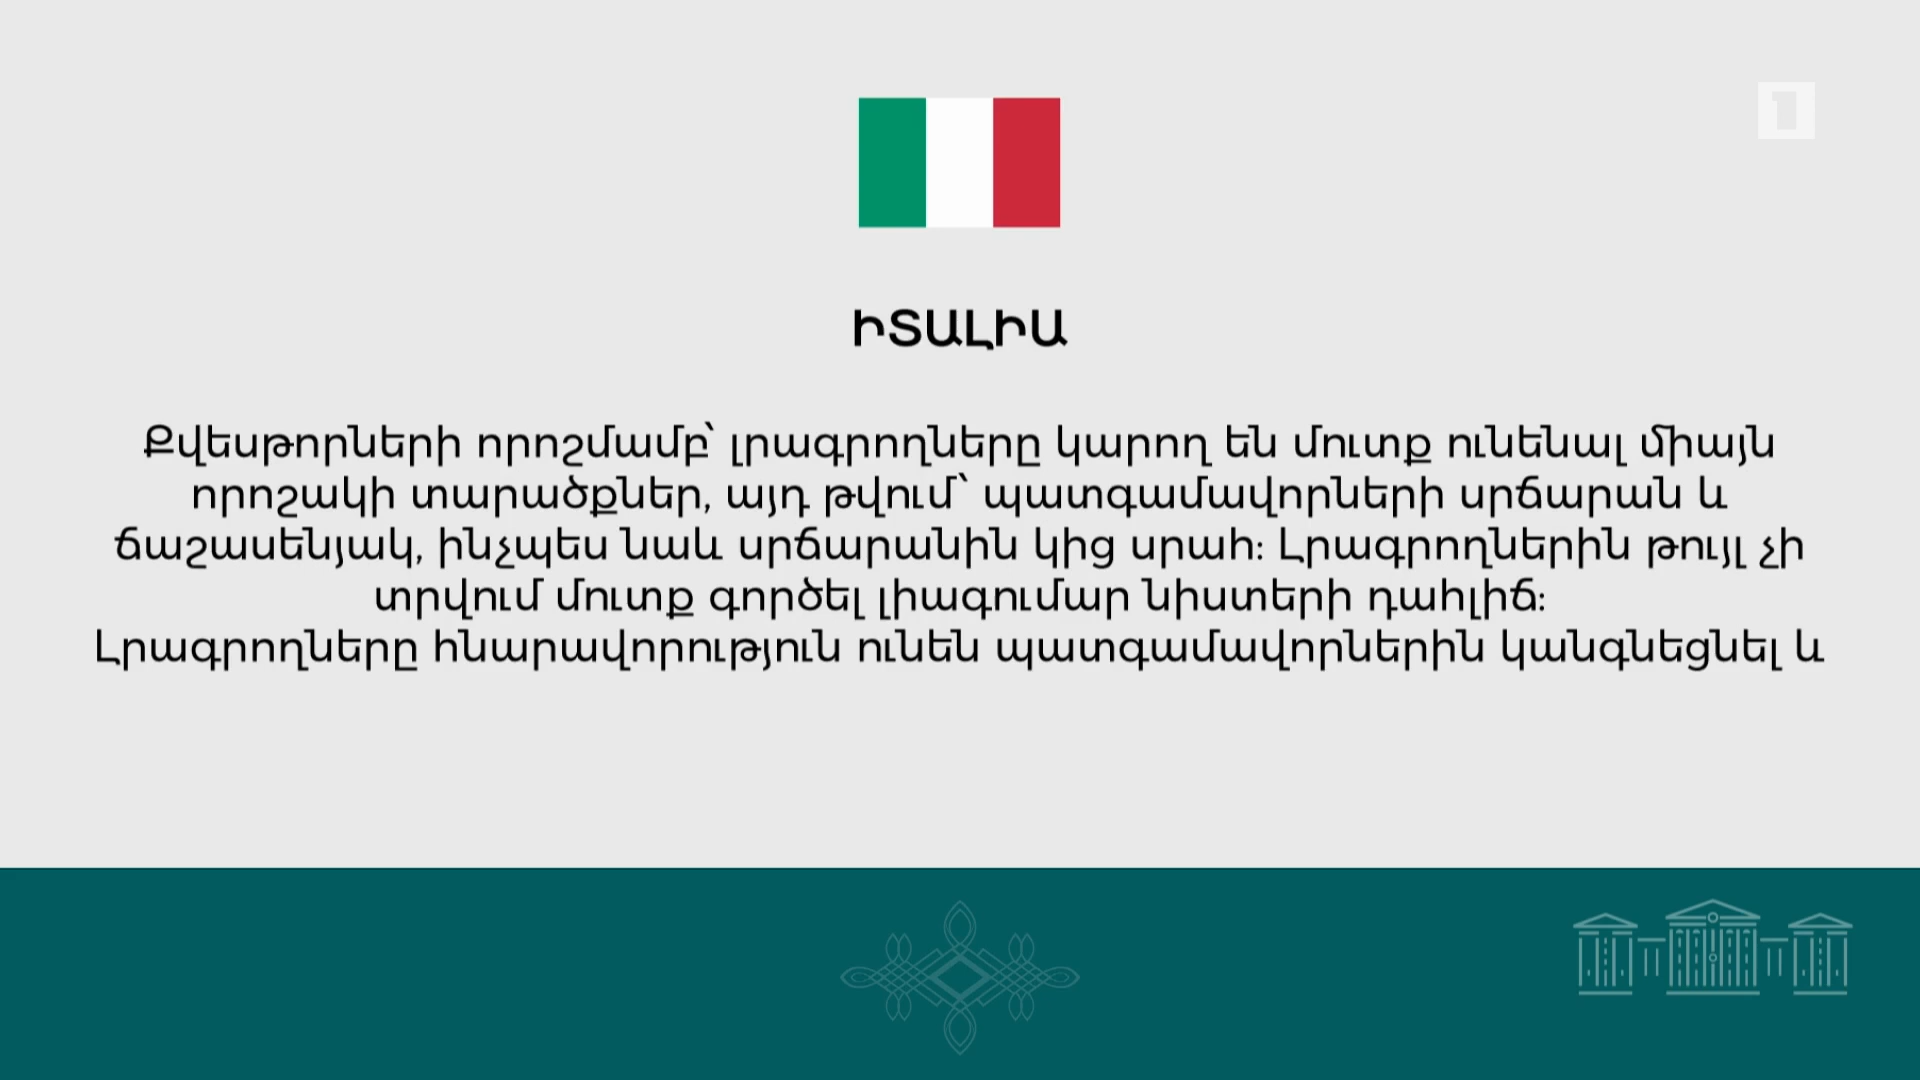 1
ԻՏԱԼԻԱ
Քվեսթորների որոշմամբ՝ լրագրողները կարող են մուտք ունենալ միայն
որոշակի տարածքներ, այդ թվում՝ պատգամավորների սրճարան և
ճաշասենյակ, ինչպես նաև սրճարանին կից սրահ։ Լրագրողներին թույլ չի
տրվում մուտք գործել լիագումար նիստերի դահլիճ։
Լրագրողները հնարավորություն ունեն պատգամավորներին կանգնեցնել և